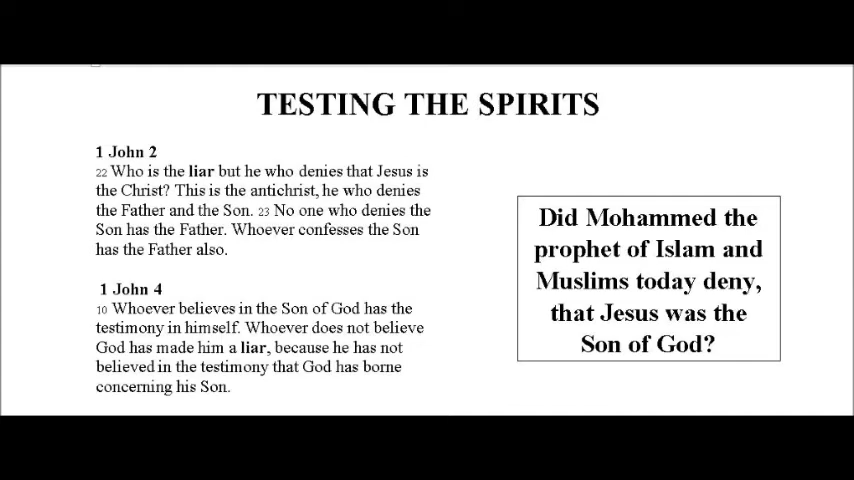 TESTING THE SPIRITS
1 John 2
22 Who is the liar but he who denies that Jesus is
the Christ? This is the antichrist, he who denies
the Father and the Son. 23 No one who denies the
Son has the Father. Whoever confesses the Son
has the Father also.
1 John 4
10 Whoever believes in the Son of God has the
testimony in himself. Whoever does not believe
God has made him a liar, because he has not
believed in the testimony that God has borne
concerning his Son.
Did Mohammed the
prophet of Islam and
Muslims today deny,
that Jesus was the
Son of God?